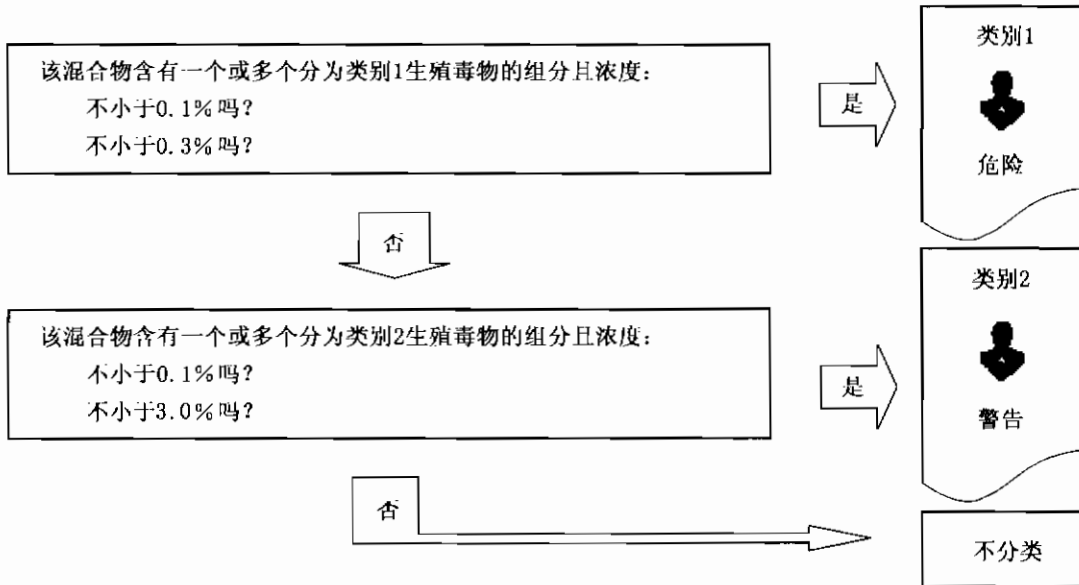 该混合物含有一个或多个分为类别1生殖毒物的组分且浓度：
不小于0.1%吗？
不小于0.3%吗？
是
类别1
危险
否
该混合物含有一个或多个分为类别2生殖毒物的组分且浓度：
不小于0.1%吗？
不小于3.0%吗？
是
类别2
警告
否
不分类